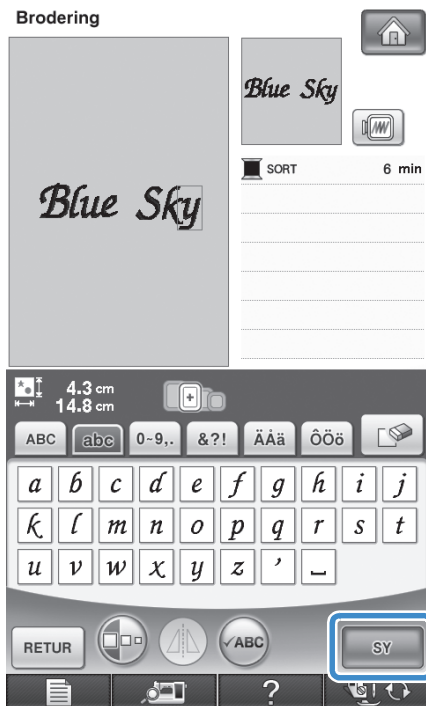 Brodering
Blue Sky
Blue Sky
SORT 6 min
4.3 cm
14.8 cm
ABC abc 0~9,. &?! ÄÅä ÔÖö
a b c d e f g h i j
k l m n o p q r s t
u v w x y z ’ ⎵
RETUR ✓ABC SY
?